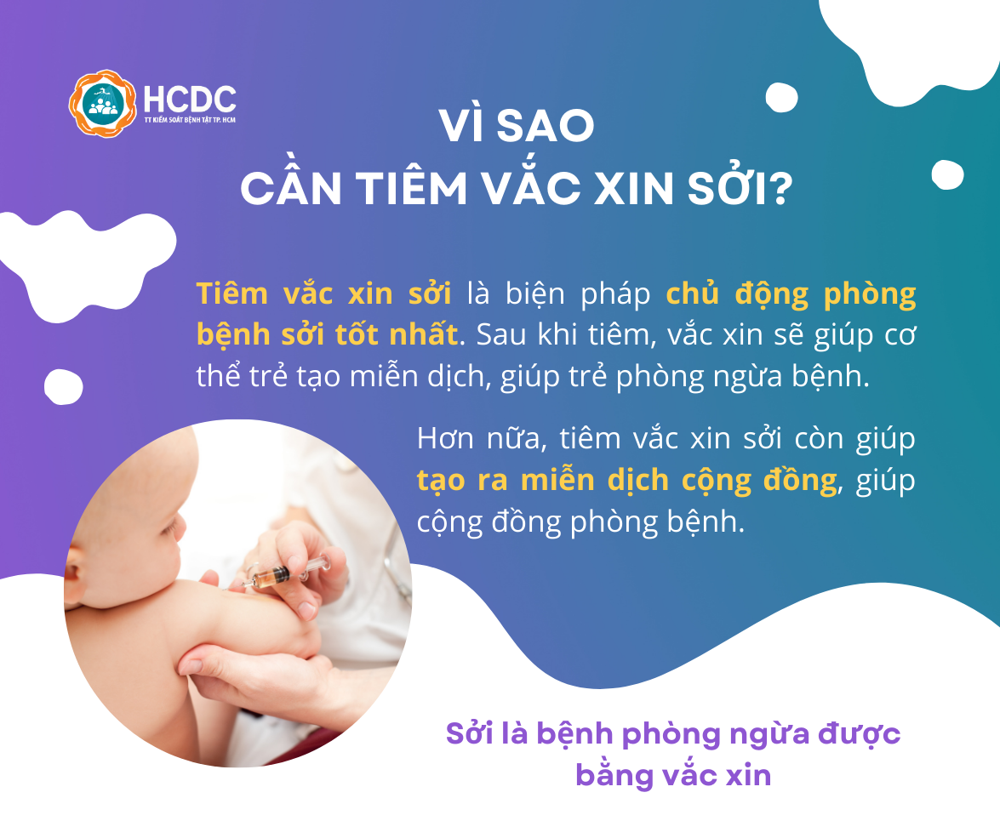 HCDC
TT KIỂM SOÁT BỆNH TẬT TP. HCM
VÌ SAO
CẦN TIÊM VẮC XIN SỞI?
Tiêm vắc xin sởi là biện pháp chủ động phòng
bệnh sởi tốt nhất. Sau khi tiêm, vắc xin sẽ giúp cơ
thể trẻ tạo miễn dịch, giúp trẻ phòng ngừa bệnh.
Hơn nữa, tiêm vắc xin sởi còn giúp
tạo ra miễn dịch cộng đồng, giúp
cộng đồng phòng bệnh.
Sởi là bệnh phòng ngừa được
bằng vắc xin